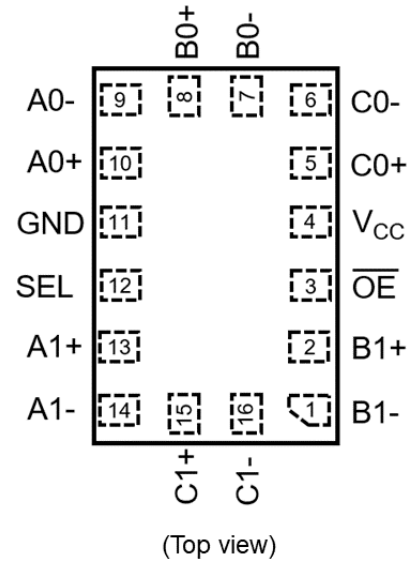 B0+ B0-
A0- 9 8 7 6 C0-
A0+ 10 5 C0+
GND 11 4 VCC
SEL 12 3 O̅E̅
A1+ 13 2 B1+
A1- 14 15 16 1 B1-
C1+ C1-
(Top view)